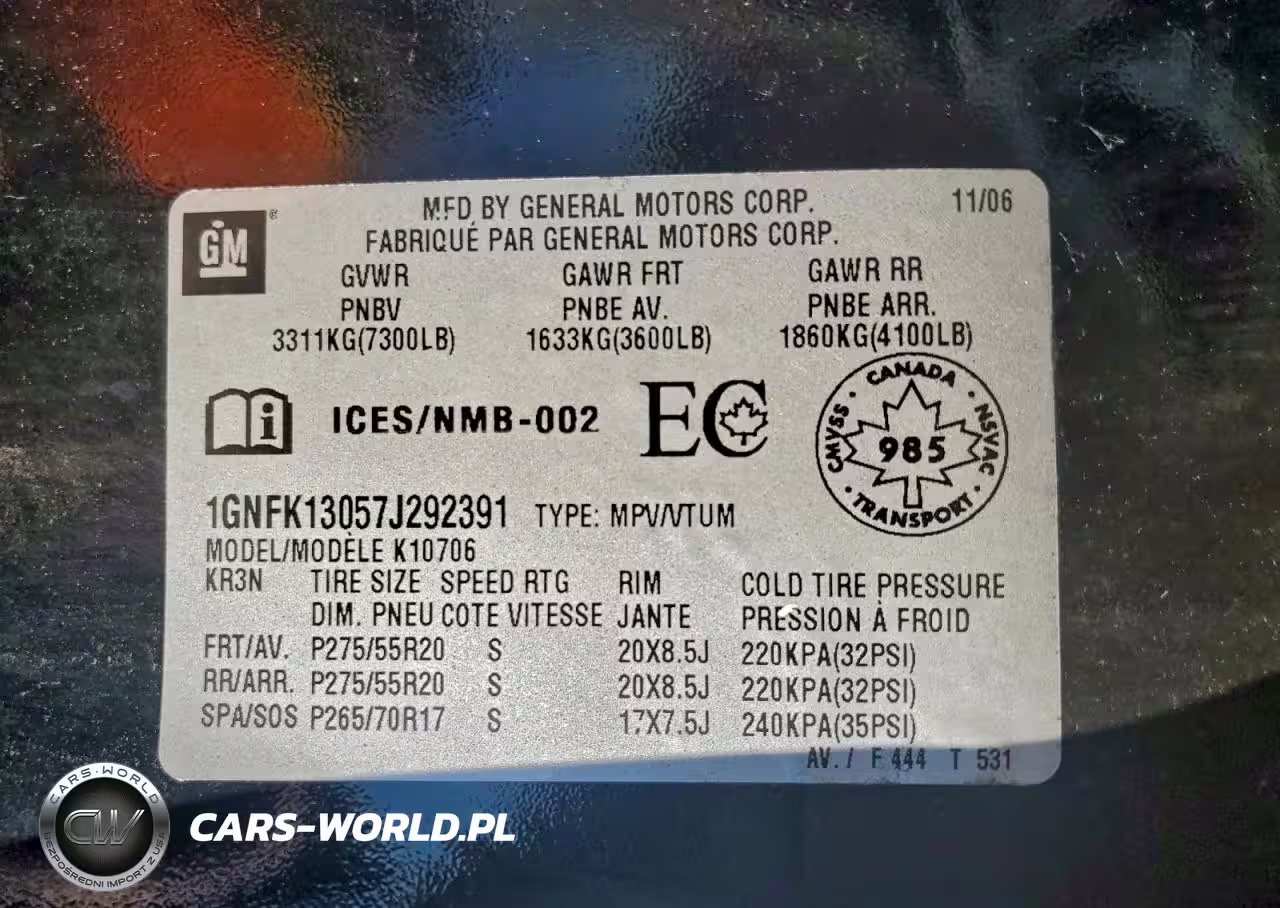 MFD BY GENERAL MOTORS CORP. 11/06
FABRIQUÉ PAR GENERAL MOTORS CORP.
GM
GVWR GAWR FRT GAWR RR
PNBV PNBE AV. PNBE ARR.
3311KG(7300LB) 1633KG(3600LB) 1860KG(4100LB)
ICES/NMB-002
EC
CANADA
CMVSS 985 NSVAC
TRANSPORT
1GNFK13057J292391 TYPE: MPV/VTUM
MODEL/MODÈLE K10706
KR3N TIRE SIZE SPEED RTG RIM COLD TIRE PRESSURE
DIM. PNEU COTE VITESSE JANTE PRESSION À FROID
FRT/AV. P275/55R20 S 20X8.5J 220KPA(32PSI)
RR/ARR. P275/55R20 S 20X8.5J 220KPA(32PSI)
SPA/SOS P265/70R17 S 17X7.5J 240KPA(35PSI)
AV. / F 444 T 531
CARS-WORLD
CW
BEZPOŚREDNI IMPORT Z USA
CARS-WORLD.PL